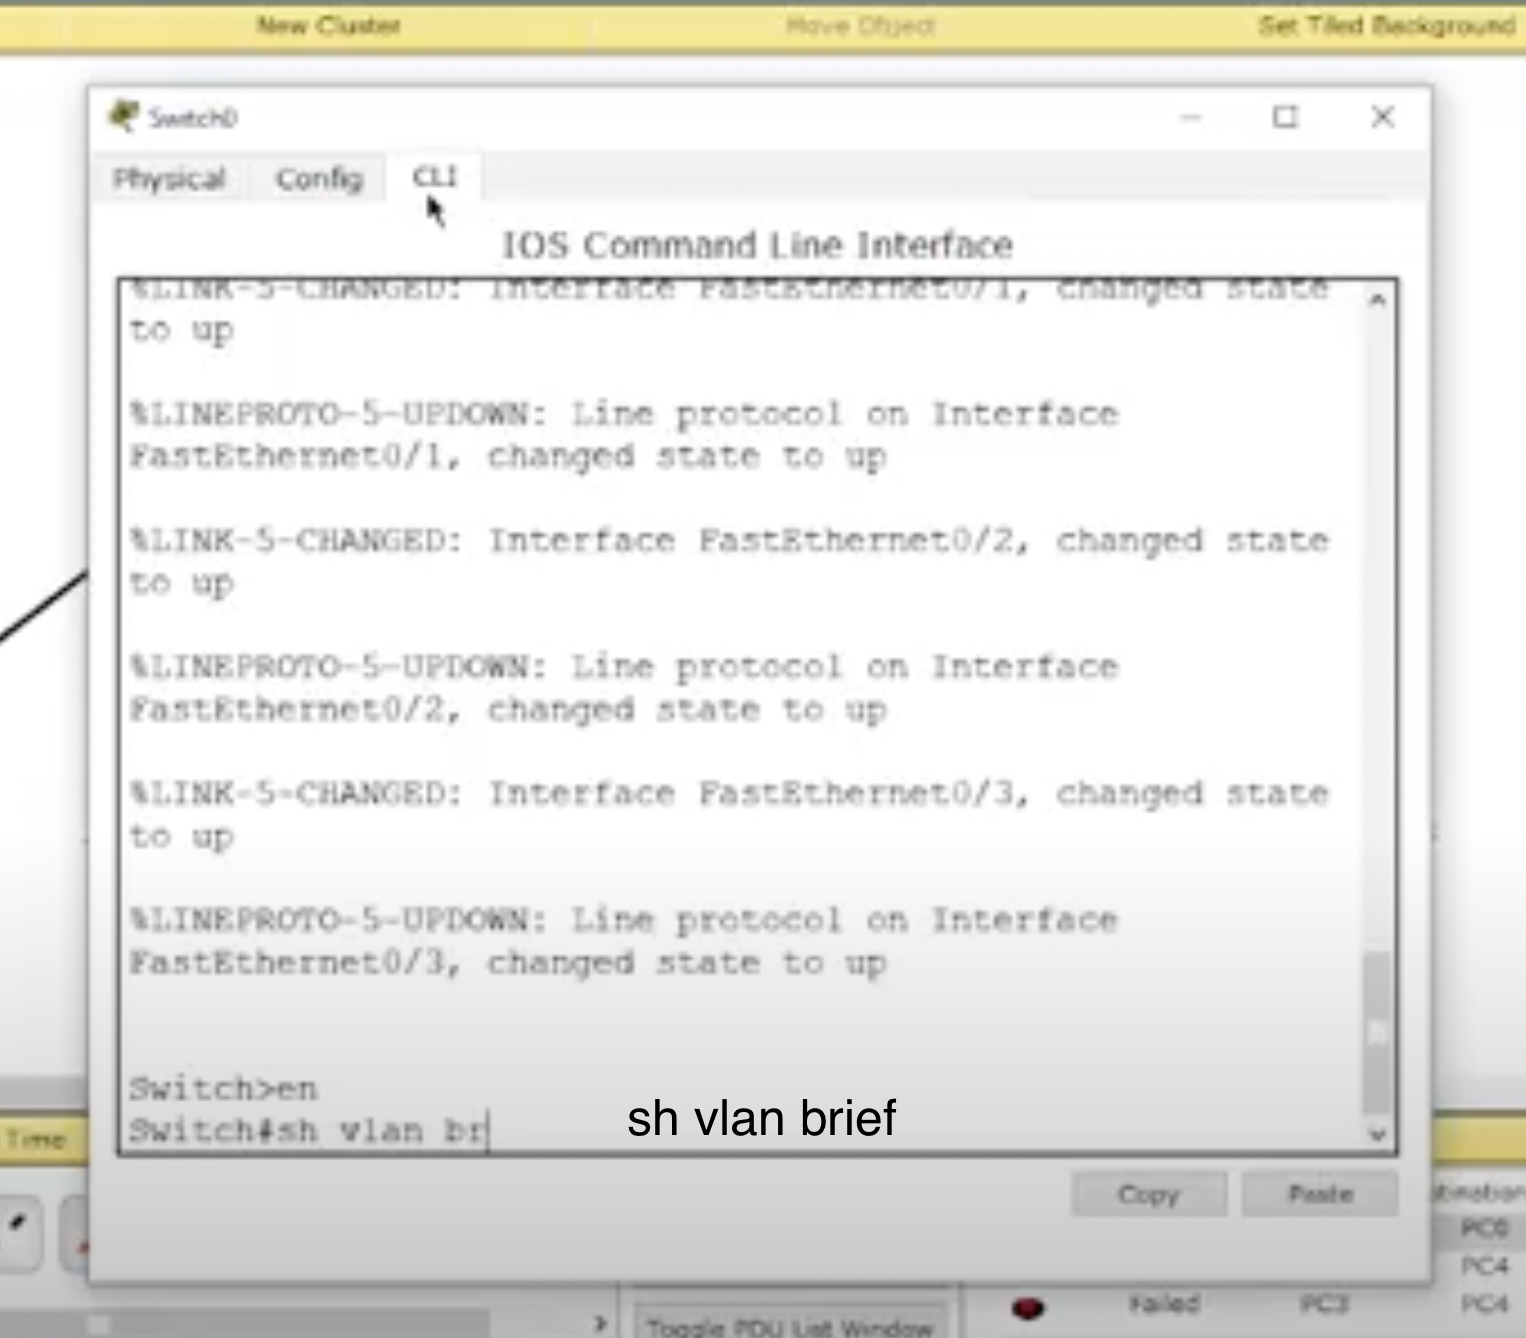 New Cluster
Move Object
Set Tiled Background
Switch0
Physical
Config
CLI
IOS Command Line Interface
%LINK-5-CHANGED: Interface FastEthernet0/1, changed state
to up
%LINEPROTO-5-UPDOWN: Line protocol on Interface
FastEthernet0/1, changed state to up
%LINK-5-CHANGED: Interface FastEthernet0/2, changed state
to up
%LINEPROTO-5-UPDOWN: Line protocol on Interface
FastEthernet0/2, changed state to up
%LINK-5-CHANGED: Interface FastEthernet0/3, changed state
to up
%LINEPROTO-5-UPDOWN: Line protocol on Interface
FastEthernet0/3, changed state to up
Switch>en
Switch#sh vlan br
sh vlan brief
Time
Copy
Paste
PC0
PC4
Failed
PC3
PC4
Toggle PDU List Window